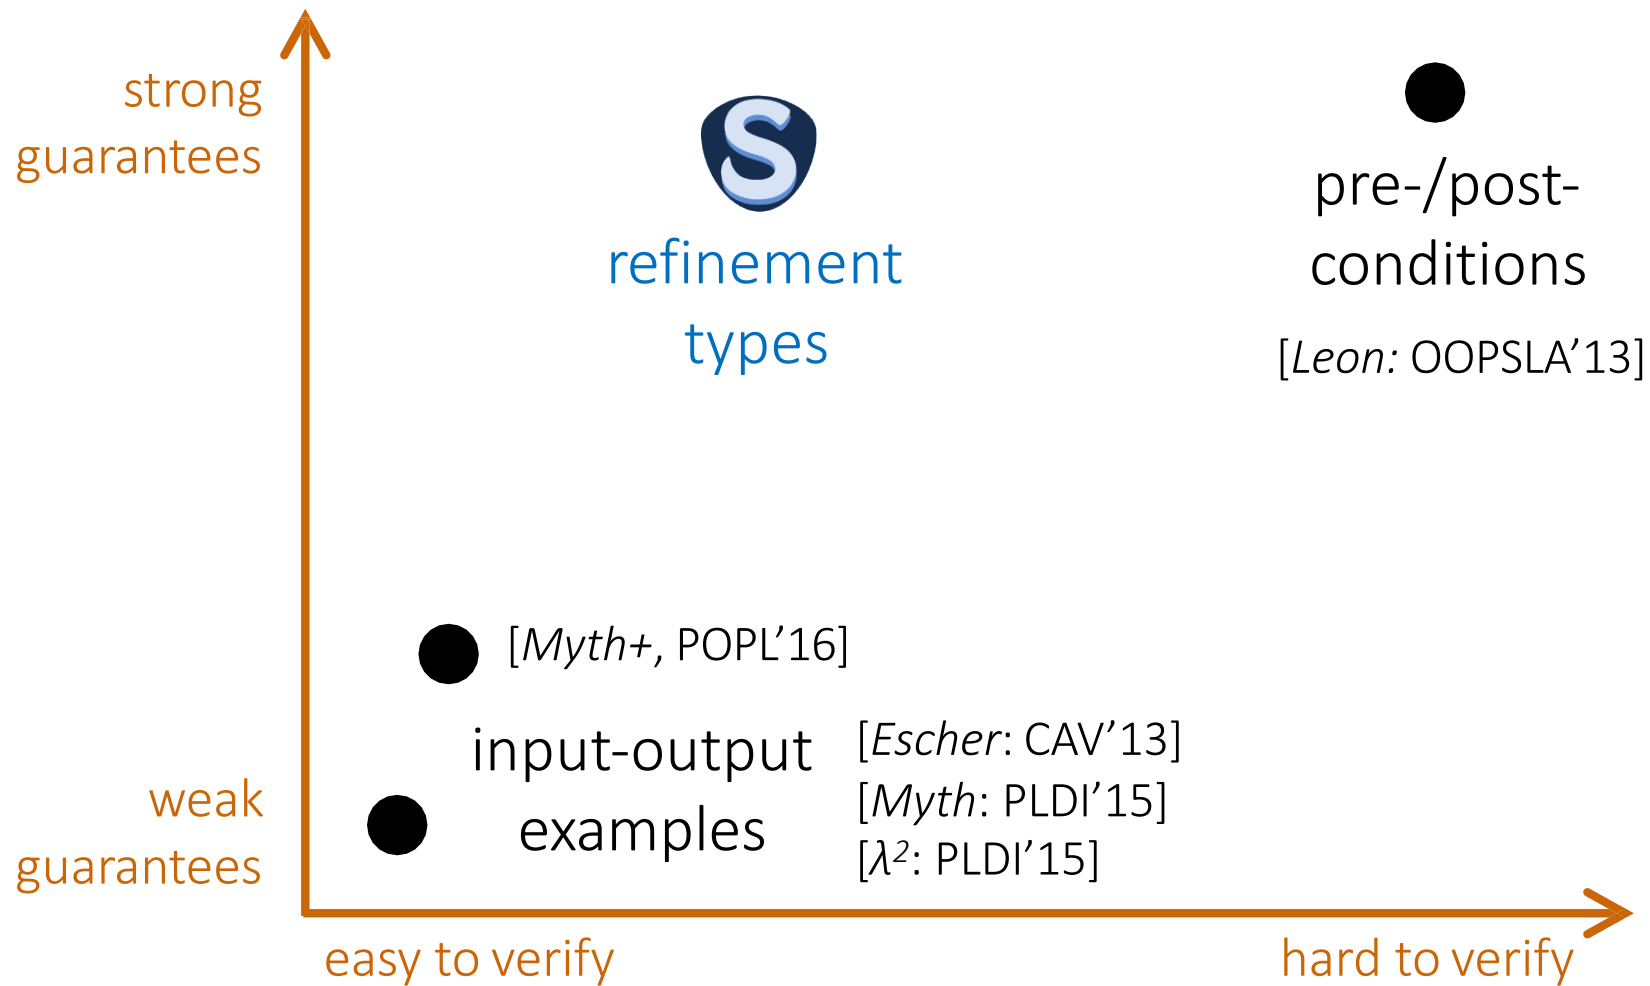 strong
guarantees
S
refinement
types
pre-/post-
conditions
[Leon: OOPSLA’13]
[Myth+, POPL’16]
input-output
examples
[Escher: CAV’13]
[Myth: PLDI’15]
[λ²: PLDI’15]
weak
guarantees
easy to verify
hard to verify